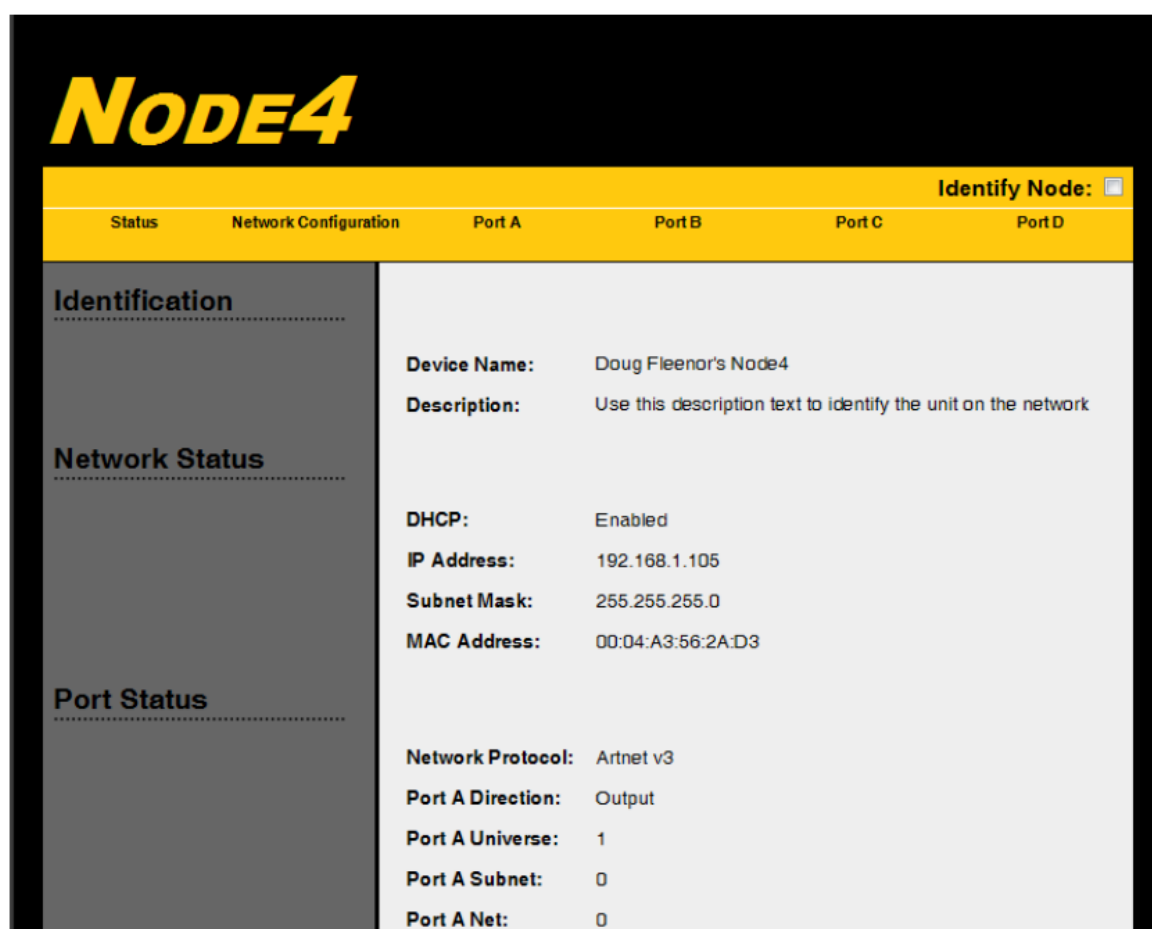 NODE4
Identify Node:
Status Network Configuration Port A Port B Port C Port D
Identification
Device Name: Doug Fleenor's Node4
Description: Use this description text to identify the unit on the network
Network Status
DHCP: Enabled
IP Address: 192.168.1.105
Subnet Mask: 255.255.255.0
MAC Address: 00:04:A3:56:2A:D3
Port Status
Network Protocol: Artnet v3
Port A Direction: Output
Port A Universe: 1
Port A Subnet: 0
Port A Net: 0